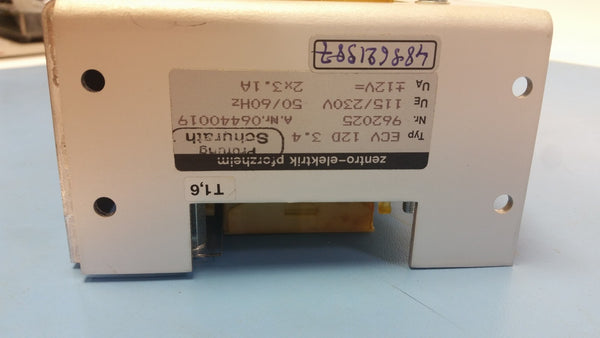 T1,6
zentro-elektrik pforzheim
Prüfung
Schurath
Typ ECV 12D 3.4
Nr. 962025 A.Nr.06440019
UE 115/230V 50/60Hz
UA ±12V= 2x3.1A
4886921987